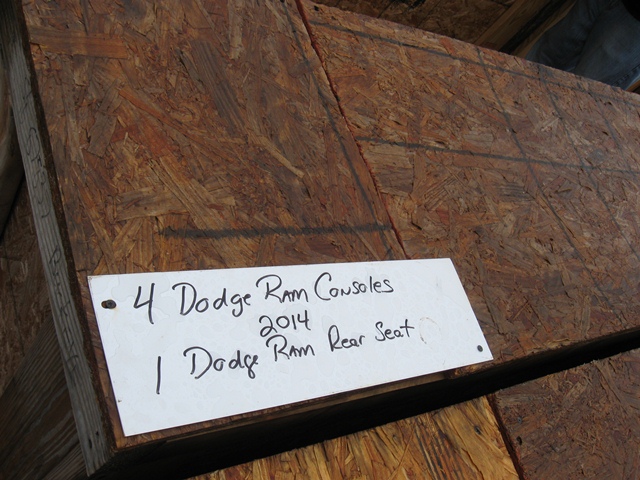 4 Dodge RAM Consoles
2014
1 Dodge RAM Rear Seat